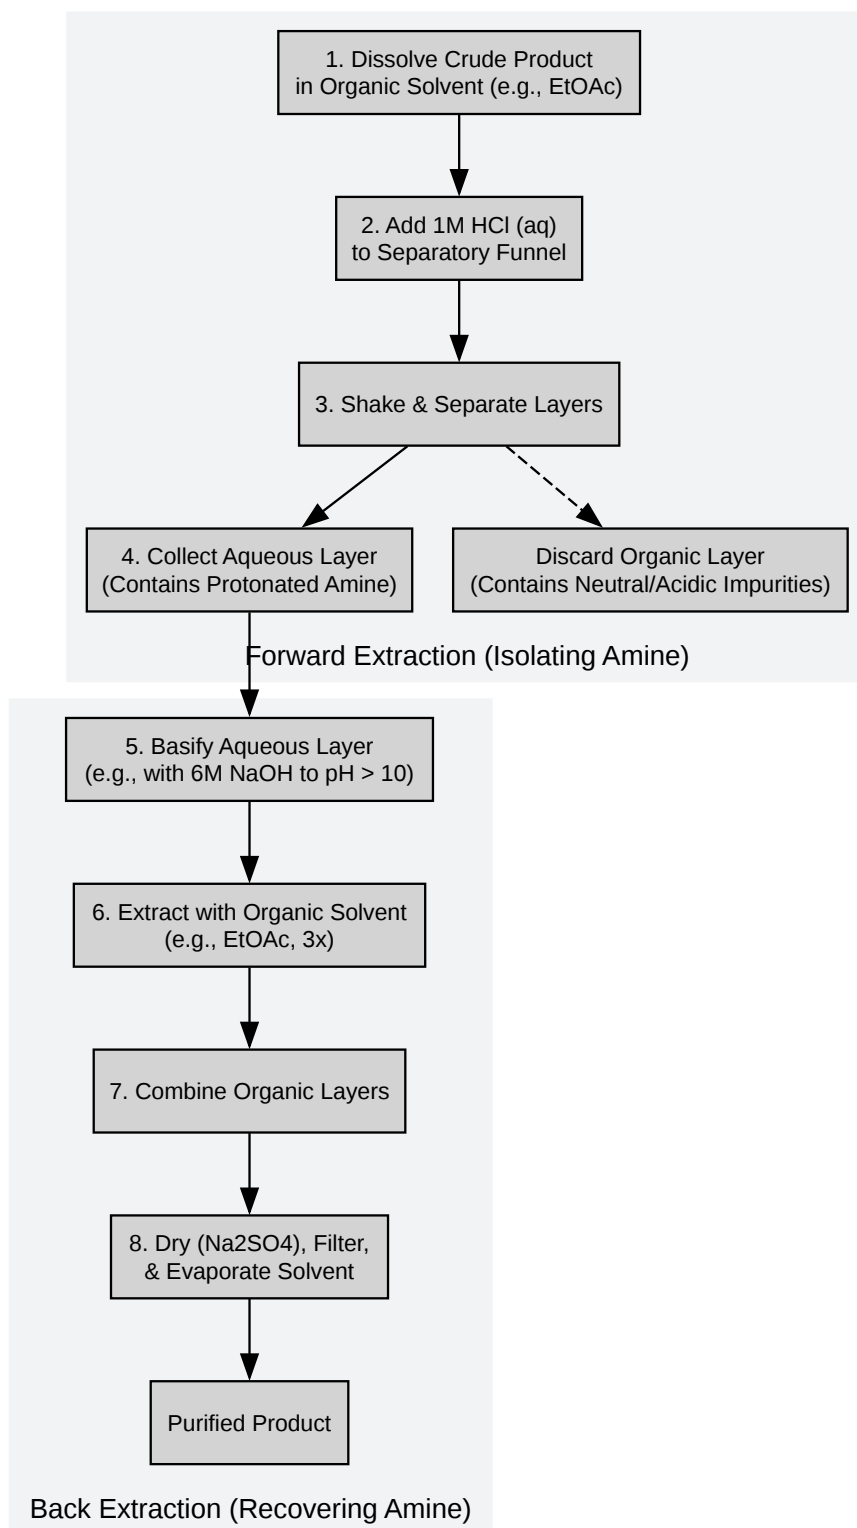 1. Dissolve Crude Product
in Organic Solvent (e.g., EtOAc)
2. Add 1M HCl (aq)
to Separatory Funnel
3. Shake & Separate Layers
4. Collect Aqueous Layer
(Contains Protonated Amine)
Discard Organic Layer
(Contains Neutral/Acidic Impurities)
Forward Extraction (Isolating Amine)
5. Basify Aqueous Layer
(e.g., with 6M NaOH to pH > 10)
6. Extract with Organic Solvent
(e.g., EtOAc, 3x)
7. Combine Organic Layers
8. Dry (Na2SO4), Filter,
& Evaporate Solvent
Purified Product
Back Extraction (Recovering Amine)